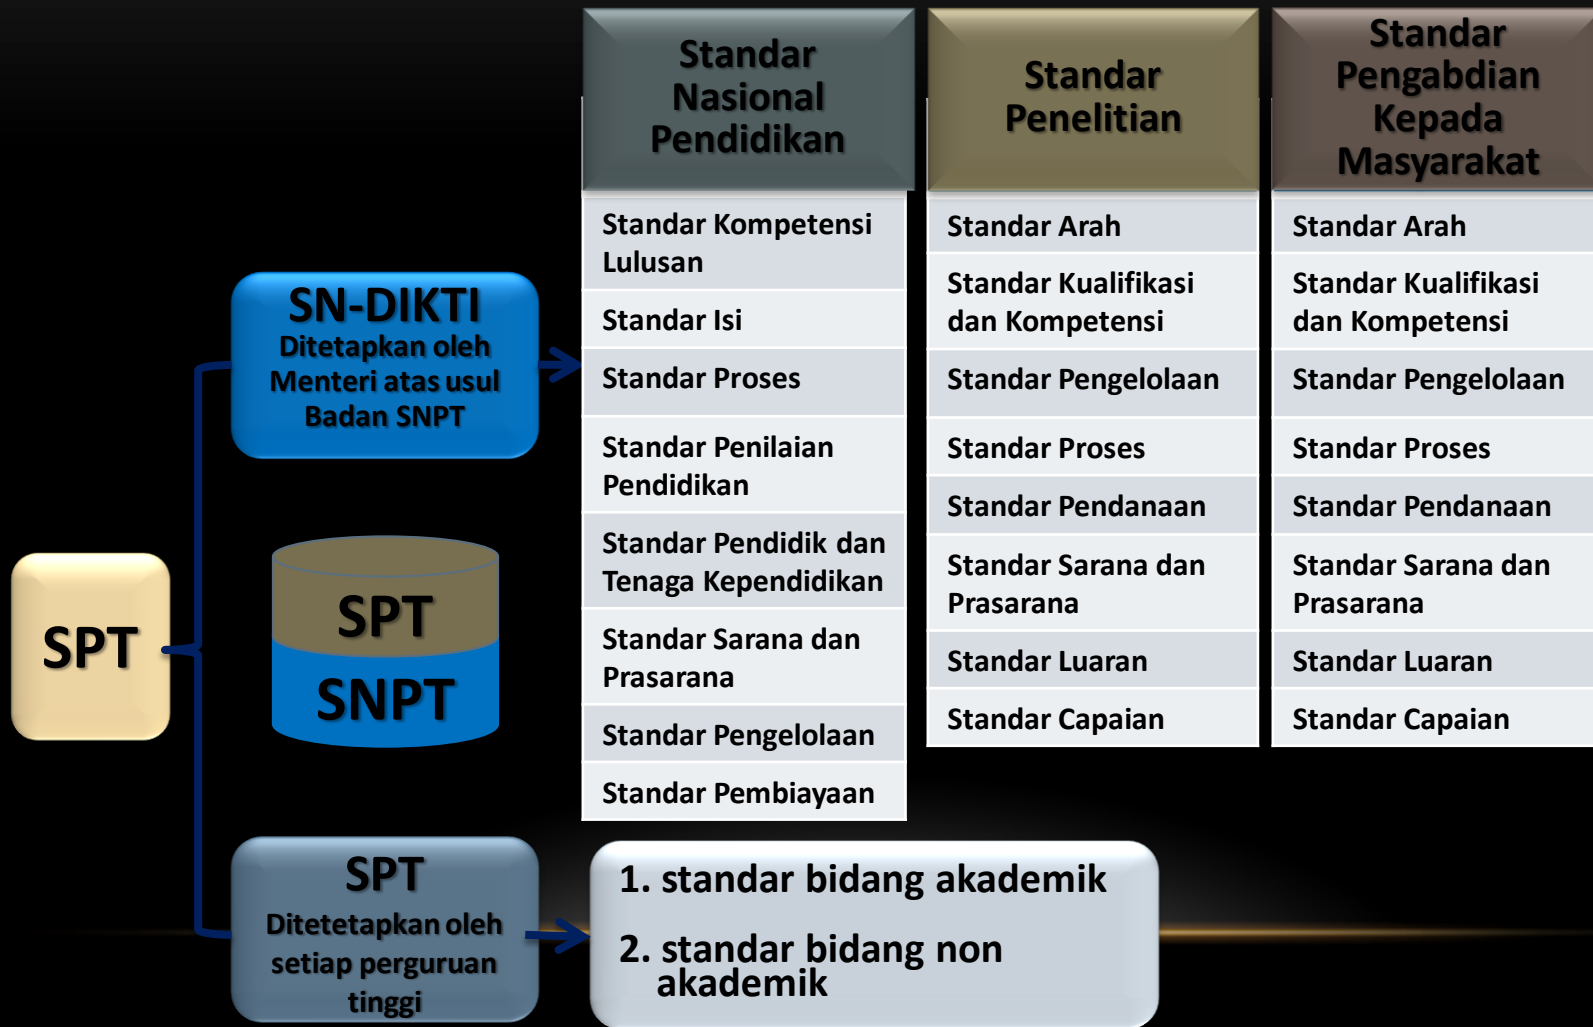 SPT
SN-DIKTI
Ditetapkan oleh
Menteri atas usul
Badan SNPT
SPT
SNPT
SPT
Ditetetapkan oleh
setiap perguruan
tinggi
Standar
Nasional
Pendidikan
Standar Kompetensi
Lulusan
Standar Isi
Standar Proses
Standar Penilaian
Pendidikan
Standar Pendidik dan
Tenaga Kependidikan
Standar Sarana dan
Prasarana
Standar Pengelolaan
Standar Pembiayaan
Standar
Penelitian
Standar Arah
Standar Kualifikasi
dan Kompetensi
Standar Pengelolaan
Standar Proses
Standar Pendanaan
Standar Sarana dan
Prasarana
Standar Luaran
Standar Capaian
Standar
Pengabdian
Kepada
Masyarakat
Standar Arah
Standar Kualifikasi
dan Kompetensi
Standar Pengelolaan
Standar Proses
Standar Pendanaan
Standar Sarana dan
Prasarana
Standar Luaran
Standar Capaian
1. standar bidang akademik
2. standar bidang non
akademik